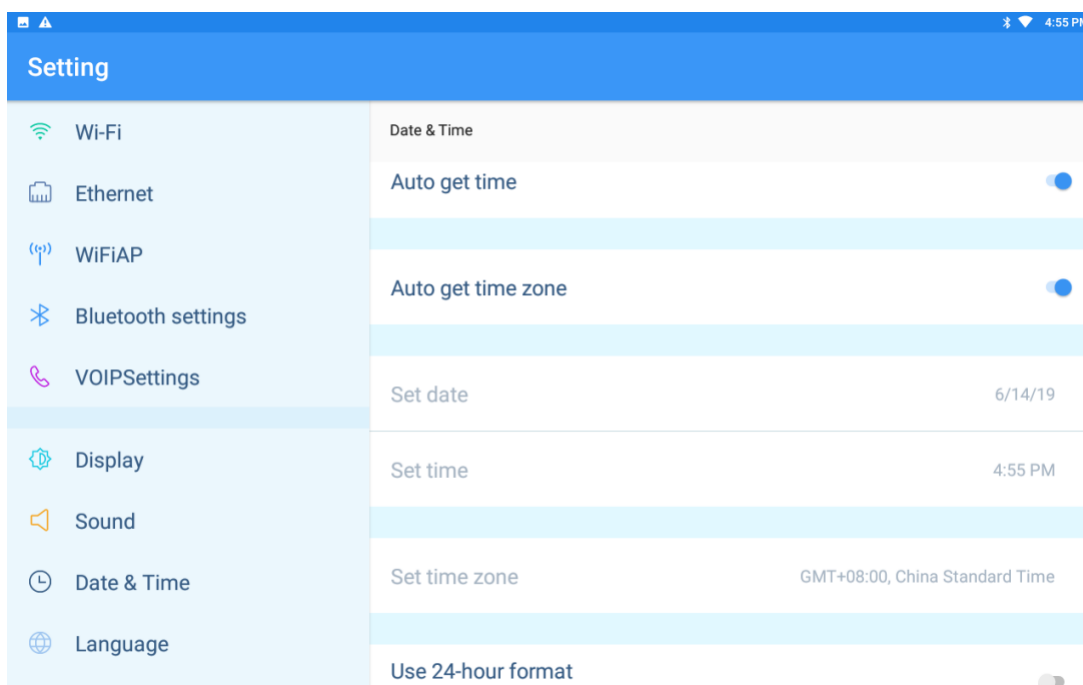 4:55 PM
Setting
Wi-Fi
Ethernet
WiFiAP
Bluetooth settings
VOIPSettings
Display
Sound
Date & Time
Language
Date & Time
Auto get time
Auto get time zone
Set date 6/14/19
Set time 4:55 PM
Set time zone GMT+08:00, China Standard Time
Use 24-hour format